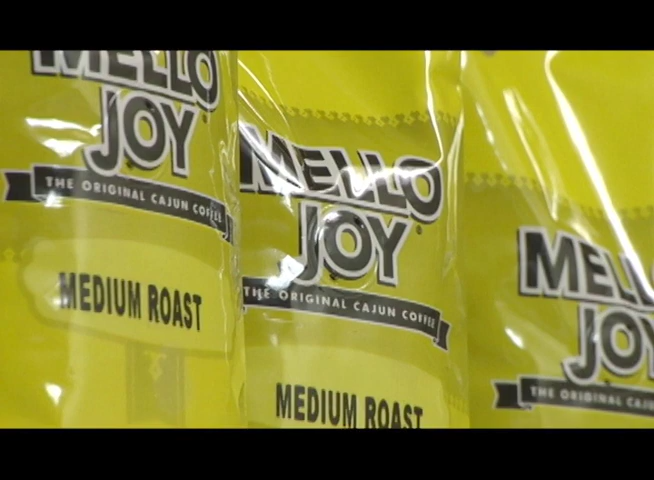 MELLO
JOY
THE ORIGINAL CAJUN COFFEE
MEDIUM ROAST
MELLO
JOY
THE ORIGINAL CAJUN COFFEE
MEDIUM ROAST
MELLO
JOY
THE ORIGINAL CAJUN